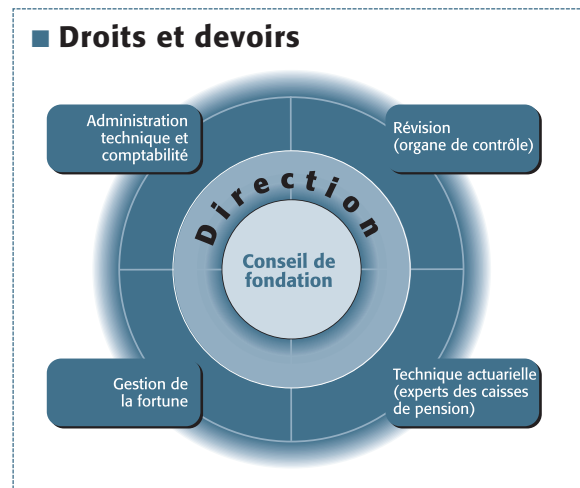 Droits et devoirs
Administration
technique et
comptabilité
Révision
(organe de contrôle)
Direction
Conseil de
fondation
Gestion de
la fortune
Technique actuarielle
(experts des caisses
de pension)